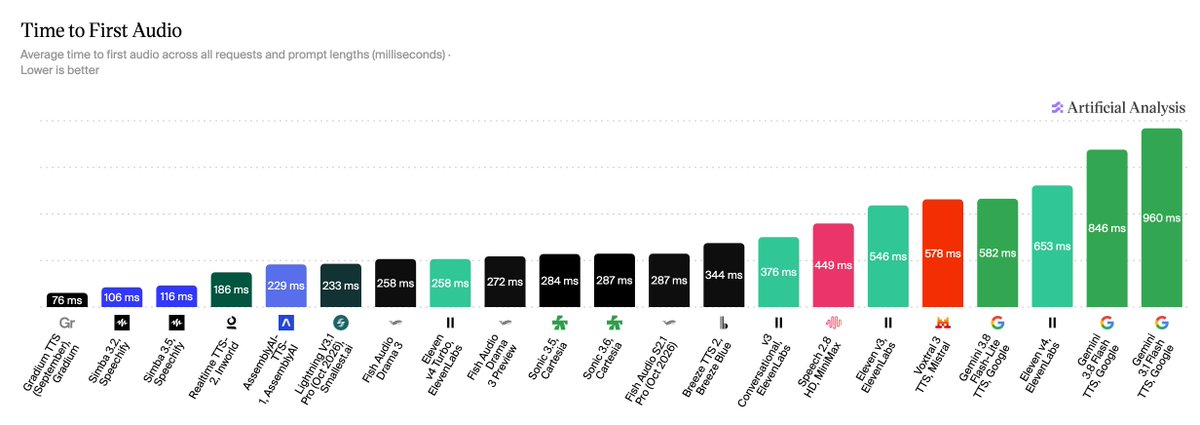 Time to First Audio
Average time to first audio across all requests and prompt lengths (milliseconds) ·
Lower is better
Artificial Analysis
76 ms
106 ms
116 ms
186 ms
229 ms
233 ms
258 ms
258 ms
272 ms
284 ms
287 ms
287 ms
344 ms
376 ms
449 ms
546 ms
578 ms
582 ms
653 ms
846 ms
960 ms
Gr
Gradium TTS
(September),
Gradium
Simba 3.2,
Speechify
Simba 3.5,
Speechify
Realtime TTS-
2, Inworld
AssemblyAI-
TTS-
1, AssemblyAI
Lightning V3.1
Pro (Oct 2026),
Smallest.ai
Fish Audio
Drama 3
Eleven
v4 Turbo,
ElevenLabs
Fish Audio
Drama
3 Preview
Sonic 3.5,
Cartesia
Sonic 3.6,
Cartesia
Fish Audio S2.1
Pro (Oct 2026)
Breeze TTS 2,
Breeze Blue
v3
Conversational,
ElevenLabs
Speech 2.8
HD, MiniMax
Eleven v3,
ElevenLabs
Voxtral 3
TTS, Mistral
Gemini 3.8
Flash-Lite
TTS, Google
Eleven v4,
ElevenLabs
Gemini
3.8 Flash
TTS, Google
Gemini
3.1 Flash
TTS, Google